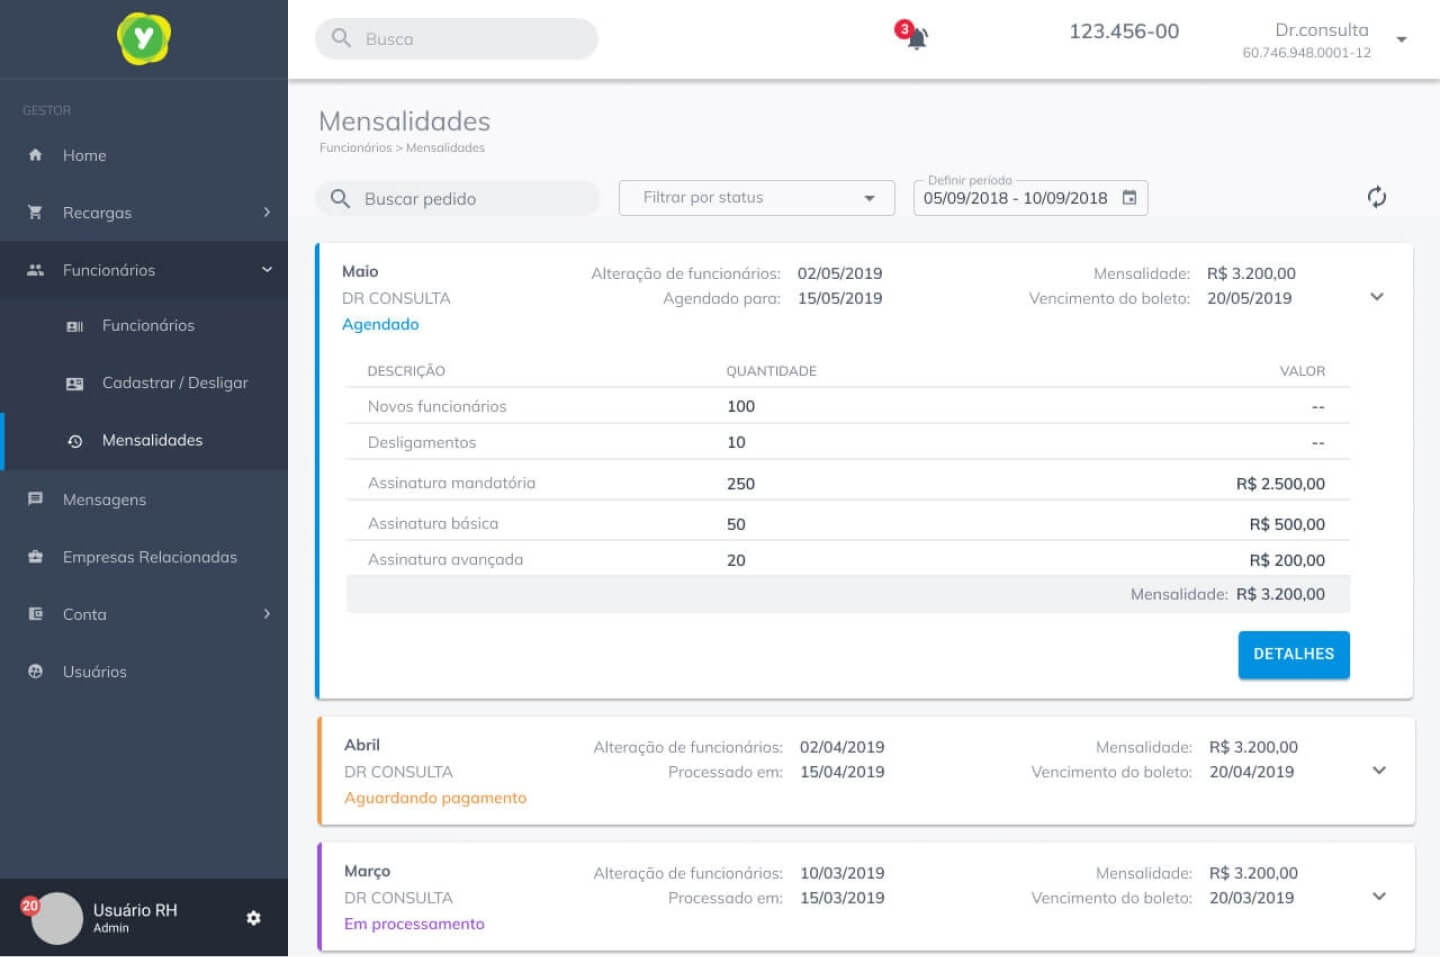 y
GESTOR
Home
Recargas
Funcionários
Funcionários
Cadastrar / Desligar
Mensalidades
Mensagens
Empresas Relacionadas
Conta
Usuários
20
Usuário RH
Admin
Busca
3
123.456-00
Dr.consulta
60.746.948.0001-12
Mensalidades
Funcionários > Mensalidades
Buscar pedido
Filtrar por status
Definir período
05/09/2018 - 10/09/2018
Maio
DR CONSULTA
Agendado
Alteração de funcionários: 02/05/2019
Agendado para: 15/05/2019
Mensalidade: R$ 3.200,00
Vencimento do boleto: 20/05/2019
DESCRIÇÃO QUANTIDADE VALOR
Novos funcionários 100 --
Desligamentos 10 --
Assinatura mandatória 250 R$ 2.500,00
Assinatura básica 50 R$ 500,00
Assinatura avançada 20 R$ 200,00
Mensalidade: R$ 3.200,00
DETALHES
Abril
DR CONSULTA
Aguardando pagamento
Alteração de funcionários: 02/04/2019
Processado em: 15/04/2019
Mensalidade: R$ 3.200,00
Vencimento do boleto: 20/04/2019
Março
DR CONSULTA
Em processamento
Alteração de funcionários: 10/03/2019
Processado em: 15/03/2019
Mensalidade: R$ 3.200,00
Vencimento do boleto: 20/03/2019